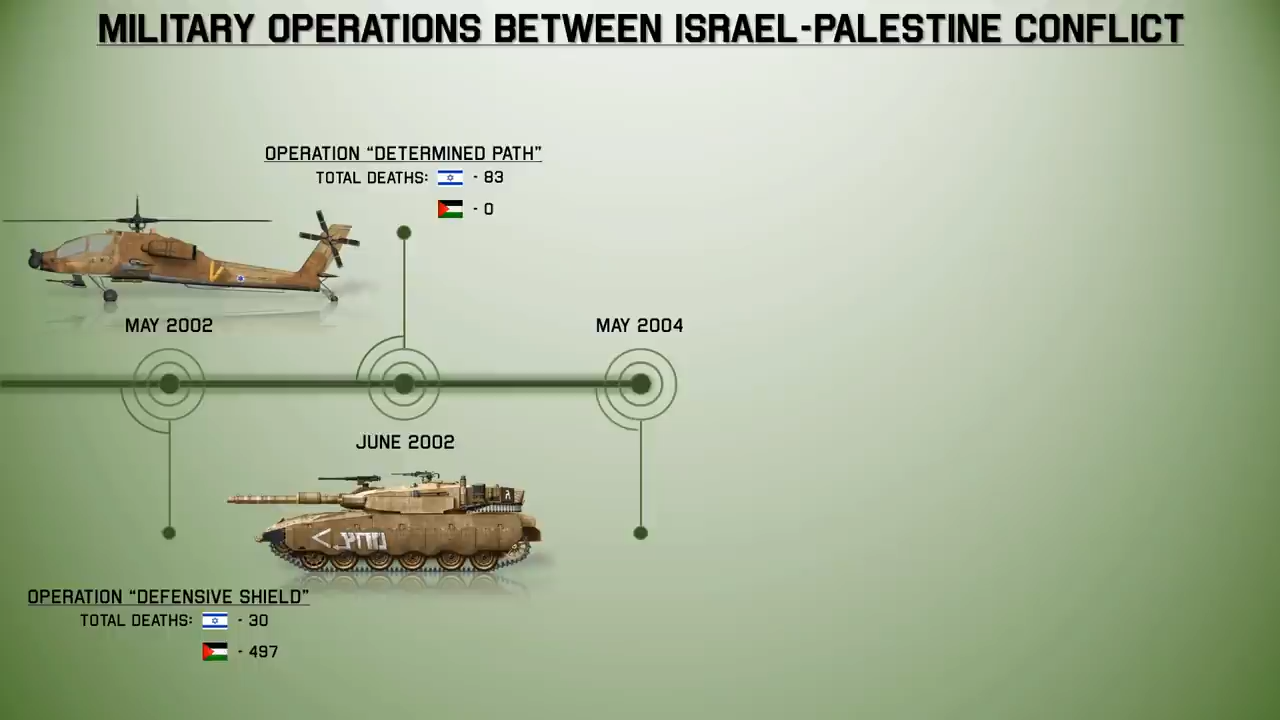 MILITARY OPERATIONS BETWEEN ISRAEL-PALESTINE CONFLICT
OPERATION “DETERMINED PATH”
TOTAL DEATHS: - 83
- 0
MAY 2002
MAY 2004
JUNE 2002
OPERATION “DEFENSIVE SHIELD”
TOTAL DEATHS: - 30
- 497